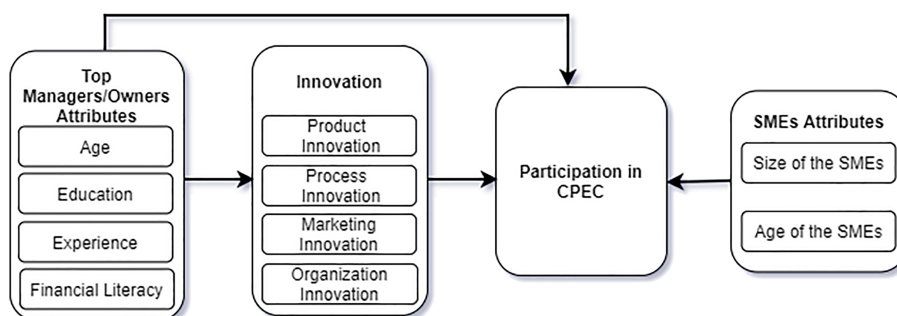 Top
Managers/Owners
Attributes
Age
Education
Experience
Financial Literacy
Innovation
Product
Innovation
Process
Innovation
Marketing
Innovation
Organization
Innovation
Participation in
CPEC
SMEs Attributes
Size of the SMEs
Age of the SMEs